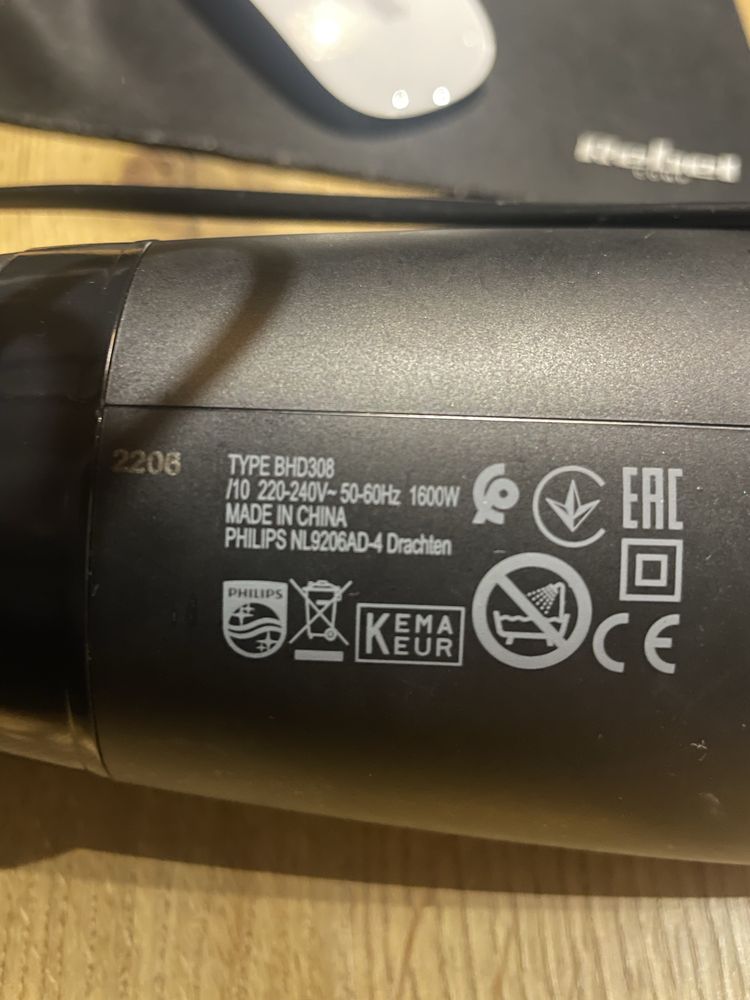 Rebel
2206
TYPE BHD308
/10 220-240V~ 50-60Hz 1600W
MADE IN CHINA
PHILIPS NL9206AD-4 Drachten
EAC
PHILIPS
KEMA
EUR
CE